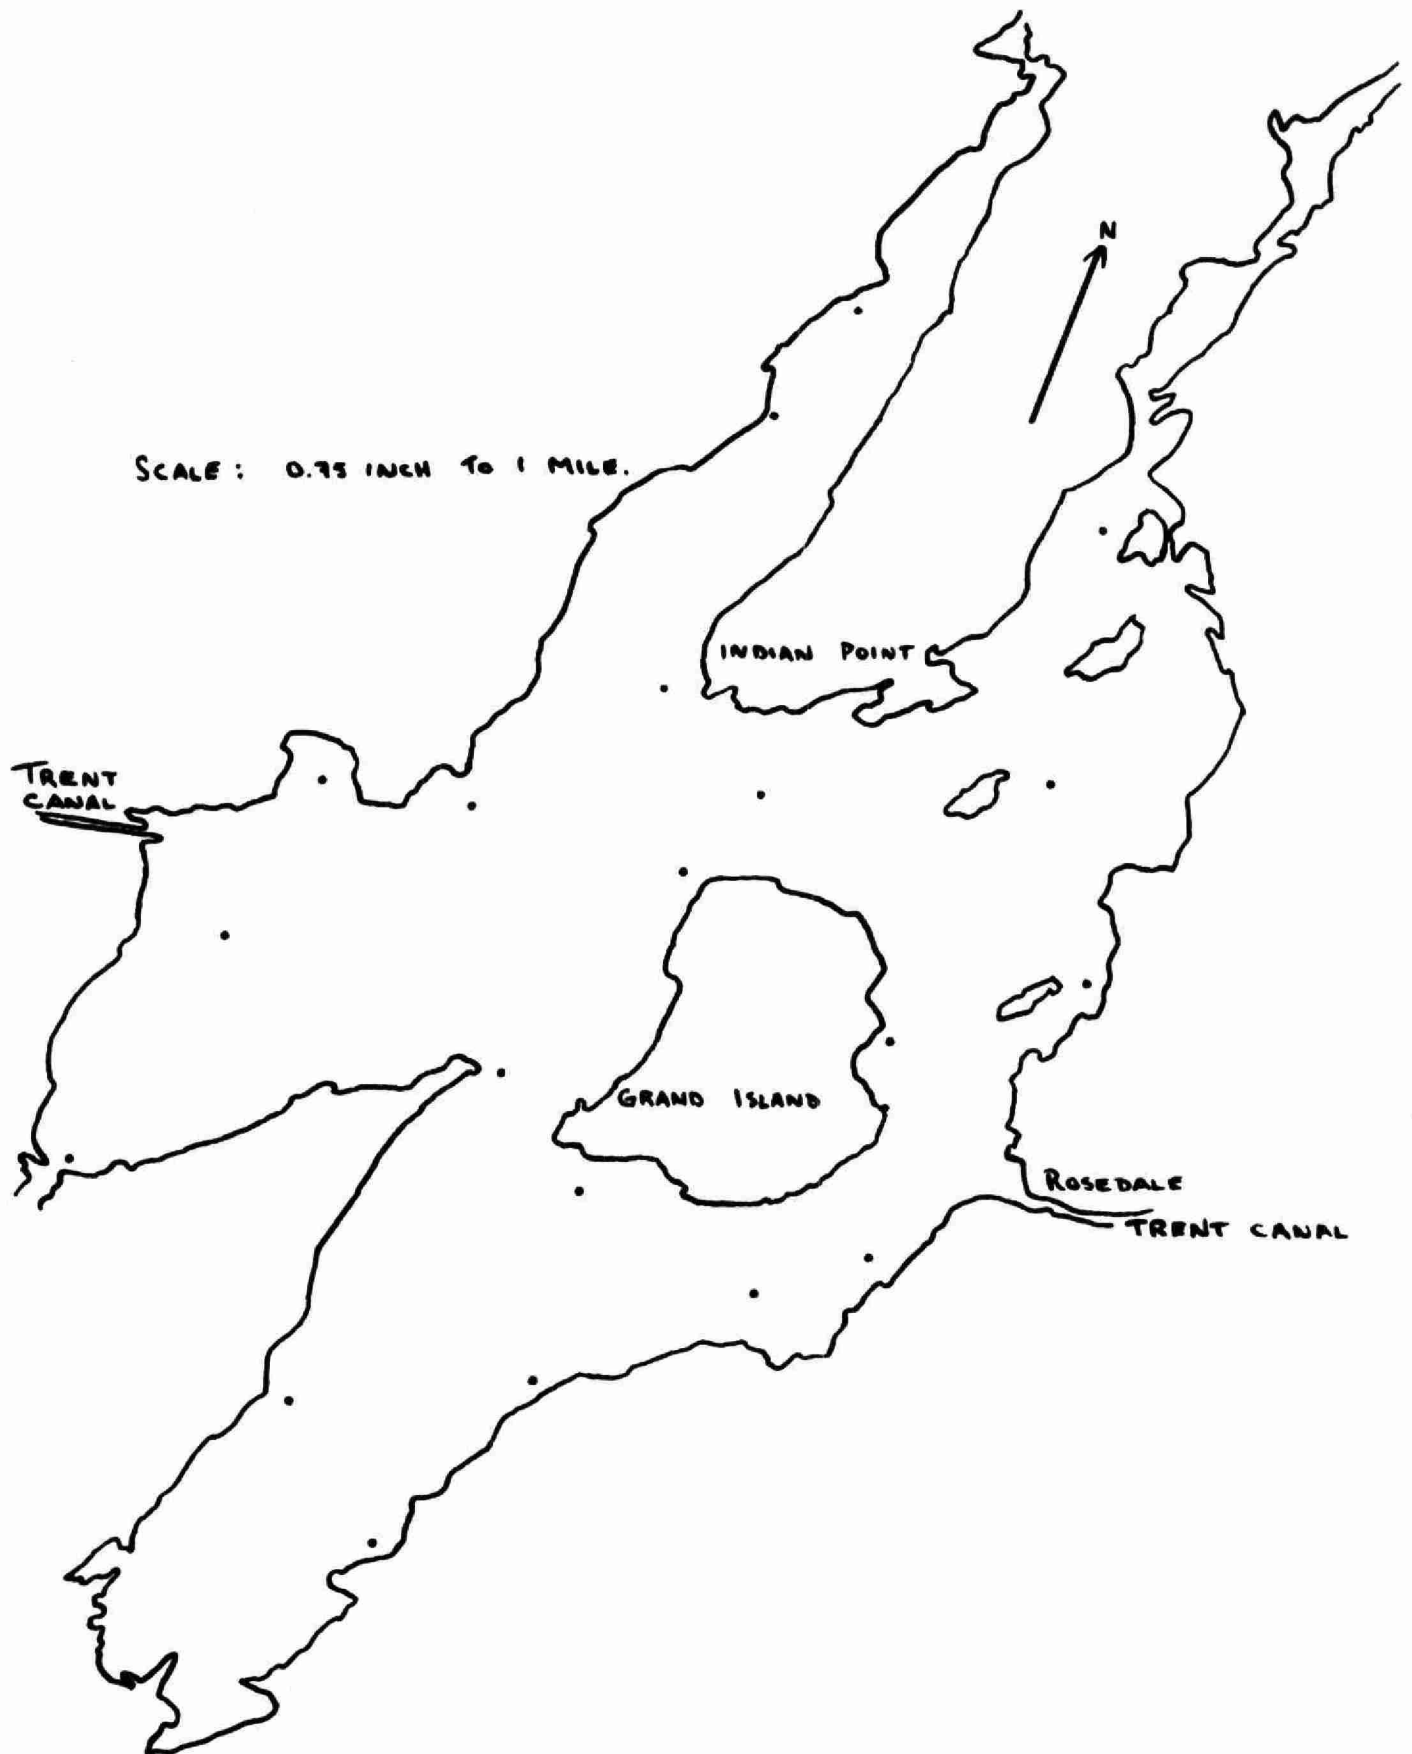 N
SCALE: 0.75 INCH TO 1 MILE.
INDIAN POINT
TRENT
CANAL
GRAND ISLAND
ROSEDALE
TRENT CANAL